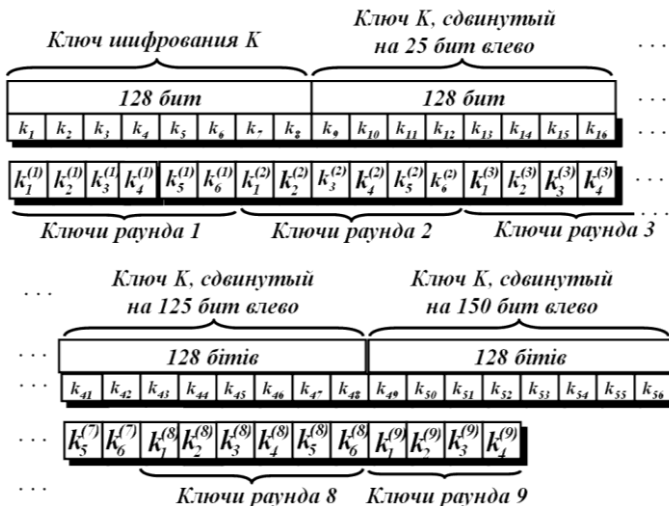 Ключ шифрования K
Ключ K, сдвинутый
на 25 бит влево
. . .
128 бит 128 бит . . .
k₁ k₂ k₃ k₄ k₅ k₆ k₇ k₈ k₉ k₁₀ k₁₁ k₁₂ k₁₃ k₁₄ k₁₅ k₁₆ . . .
k₁⁽¹⁾ k₂⁽¹⁾ k₃⁽¹⁾ k₄⁽¹⁾ k₅⁽¹⁾ k₆⁽¹⁾ k₁⁽²⁾ k₂⁽²⁾ k₃⁽²⁾ k₄⁽²⁾ k₅⁽²⁾ k₆⁽²⁾ k₁⁽³⁾ k₂⁽³⁾ k₃⁽³⁾ k₄⁽³⁾ . . .
Ключи раунда 1 Ключи раунда 2 Ключи раунда 3 . . .
. . .
Ключ K, сдвинутый
на 125 бит влево
Ключ K, сдвинутый
на 150 бит влево
. . . 128 бітів 128 бітів
. . . k₄₁ k₄₂ k₄₃ k₄₄ k₄₅ k₄₆ k₄₇ k₄₈ k₄₉ k₅₀ k₅₁ k₅₂ k₅₃ k₅₄ k₅₅ k₅₆
. . . k₅⁽⁷⁾ k₆⁽⁷⁾ k₁⁽⁸⁾ k₂⁽⁸⁾ k₃⁽⁸⁾ k₄⁽⁸⁾ k₅⁽⁸⁾ k₆⁽⁸⁾ k₁⁽⁹⁾ k₂⁽⁹⁾ k₃⁽⁹⁾ k₄⁽⁹⁾
. . . Ключи раунда 8 Ключи раунда 9